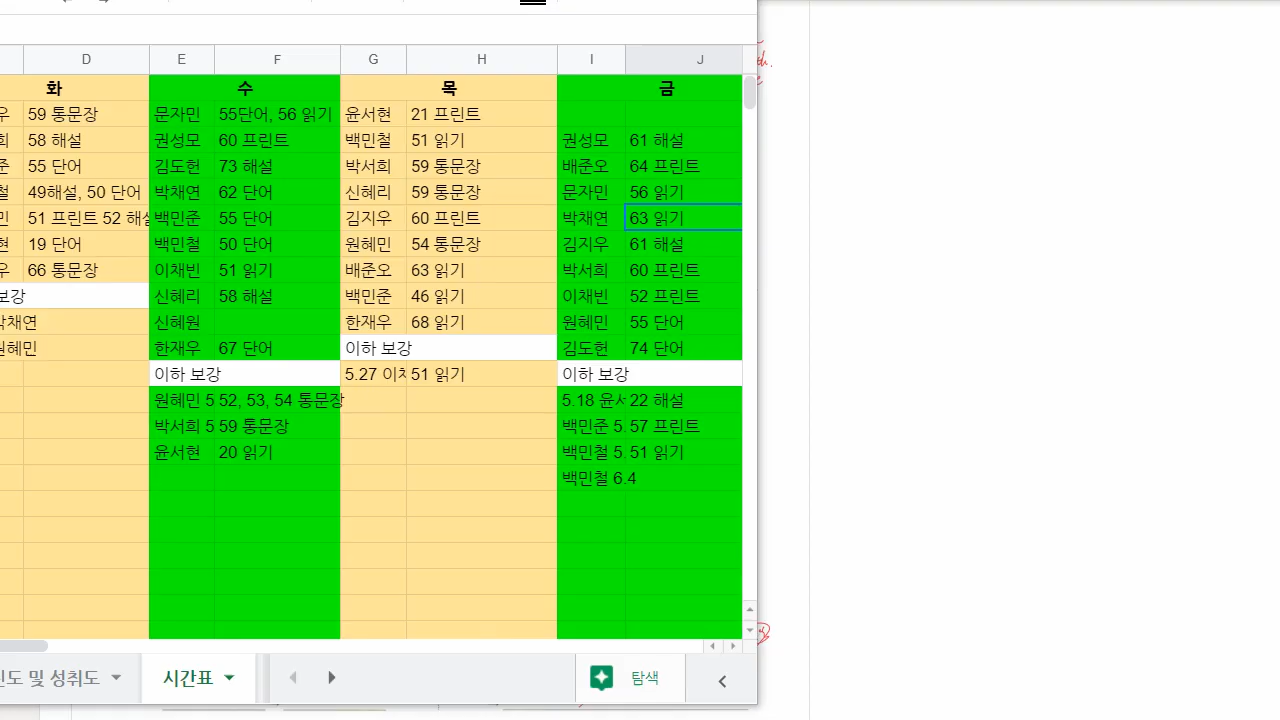 D E F G H I J
화 수 목 금
우 59 통문장 문자민 55단어, 56 읽기 윤서현 21 프린트
희 58 해설 권성모 60 프린트 백민철 51 읽기 권성모 61 해설
준 55 단어 김도헌 73 해설 박서희 59 통문장 배준오 64 프린트
철 49해설, 50 단어 박채연 62 단어 신혜리 59 통문장 문자민 56 읽기
민 51 프린트 52 해설 백민준 55 단어 김지우 60 프린트 박채연 63 읽기
현 19 단어 백민철 50 단어 원혜민 54 통문장 김지우 61 해설
우 66 통문장 이채빈 51 읽기 배준오 63 읽기 박서희 60 프린트
보강 신혜리 58 해설 백민준 46 읽기 이채빈 52 프린트
박채연 신혜원 한재우 68 읽기 원혜민 55 단어
원혜민 한재우 67 단어 이하 보강 김도헌 74 단어
이하 보강 5.27 이채 51 읽기 이하 보강
원혜민 5 52, 53, 54 통문장 5.18 윤서 22 해설
박서희 5 59 통문장 백민준 5. 57 프린트
윤서현 20 읽기 백민철 5. 51 읽기
백민철 6.4
진도 및 성취도 시간표 탐색